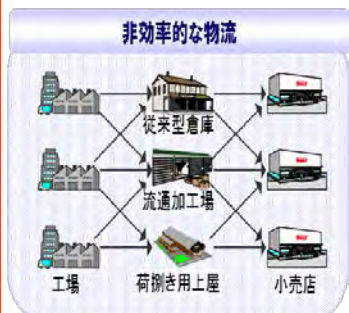 非効率的な物流
従来型倉庫
流通加工場
工場
荷捌き用上屋
小売店